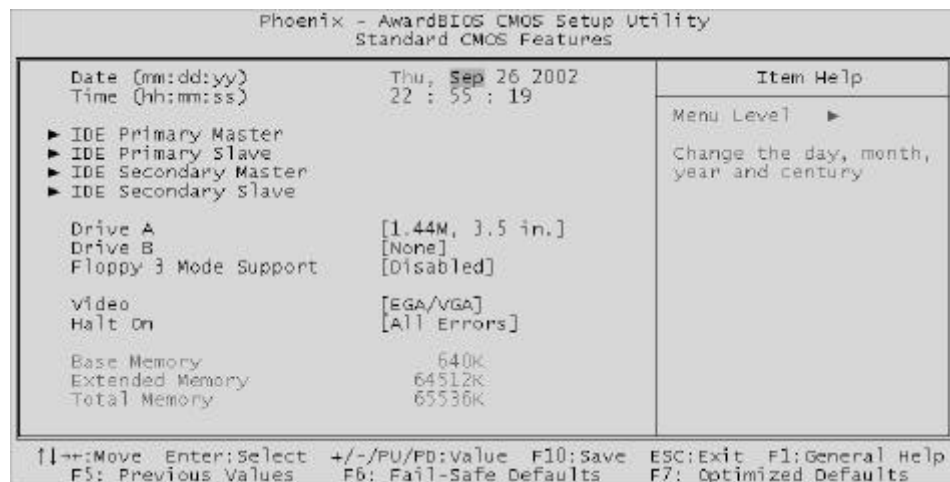 Phoenix - AwardBIOS CMOS Setup Utility
Standard CMOS Features
Date (mm:dd:yy) Thu, Sep 26 2002
Time (hh:mm:ss) 22 : 55 : 19
► IDE Primary Master
► IDE Primary Slave
► IDE Secondary Master
► IDE Secondary Slave
Drive A [1.44M, 3.5 in.]
Drive B [None]
Floppy 3 Mode Support [Disabled]
Video [EGA/VGA]
Halt On [All Errors]
Base Memory 640K
Extended Memory 64512K
Total Memory 65536K
Item Help
Menu Level ►
Change the day, month,
year and century
↑↓→←:Move Enter:Select +/-/PU/PD:Value F10:Save ESC:Exit F1:General Help
F5: Previous Values F6: Fail-Safe Defaults F7: Optimized Defaults